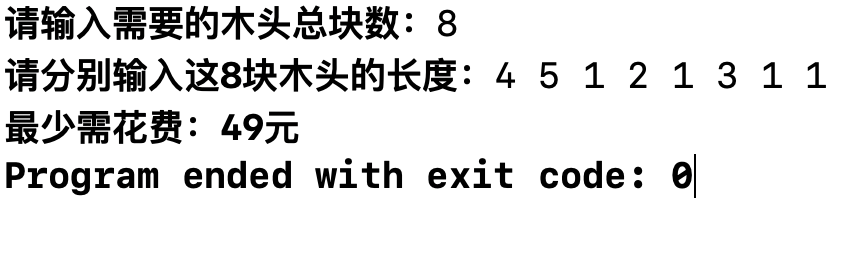 请输入需要的木头总块数：8
请分别输入这8块木头的长度：4 5 1 2 1 3 1 1
最少需花费：49元
Program ended with exit code: 0